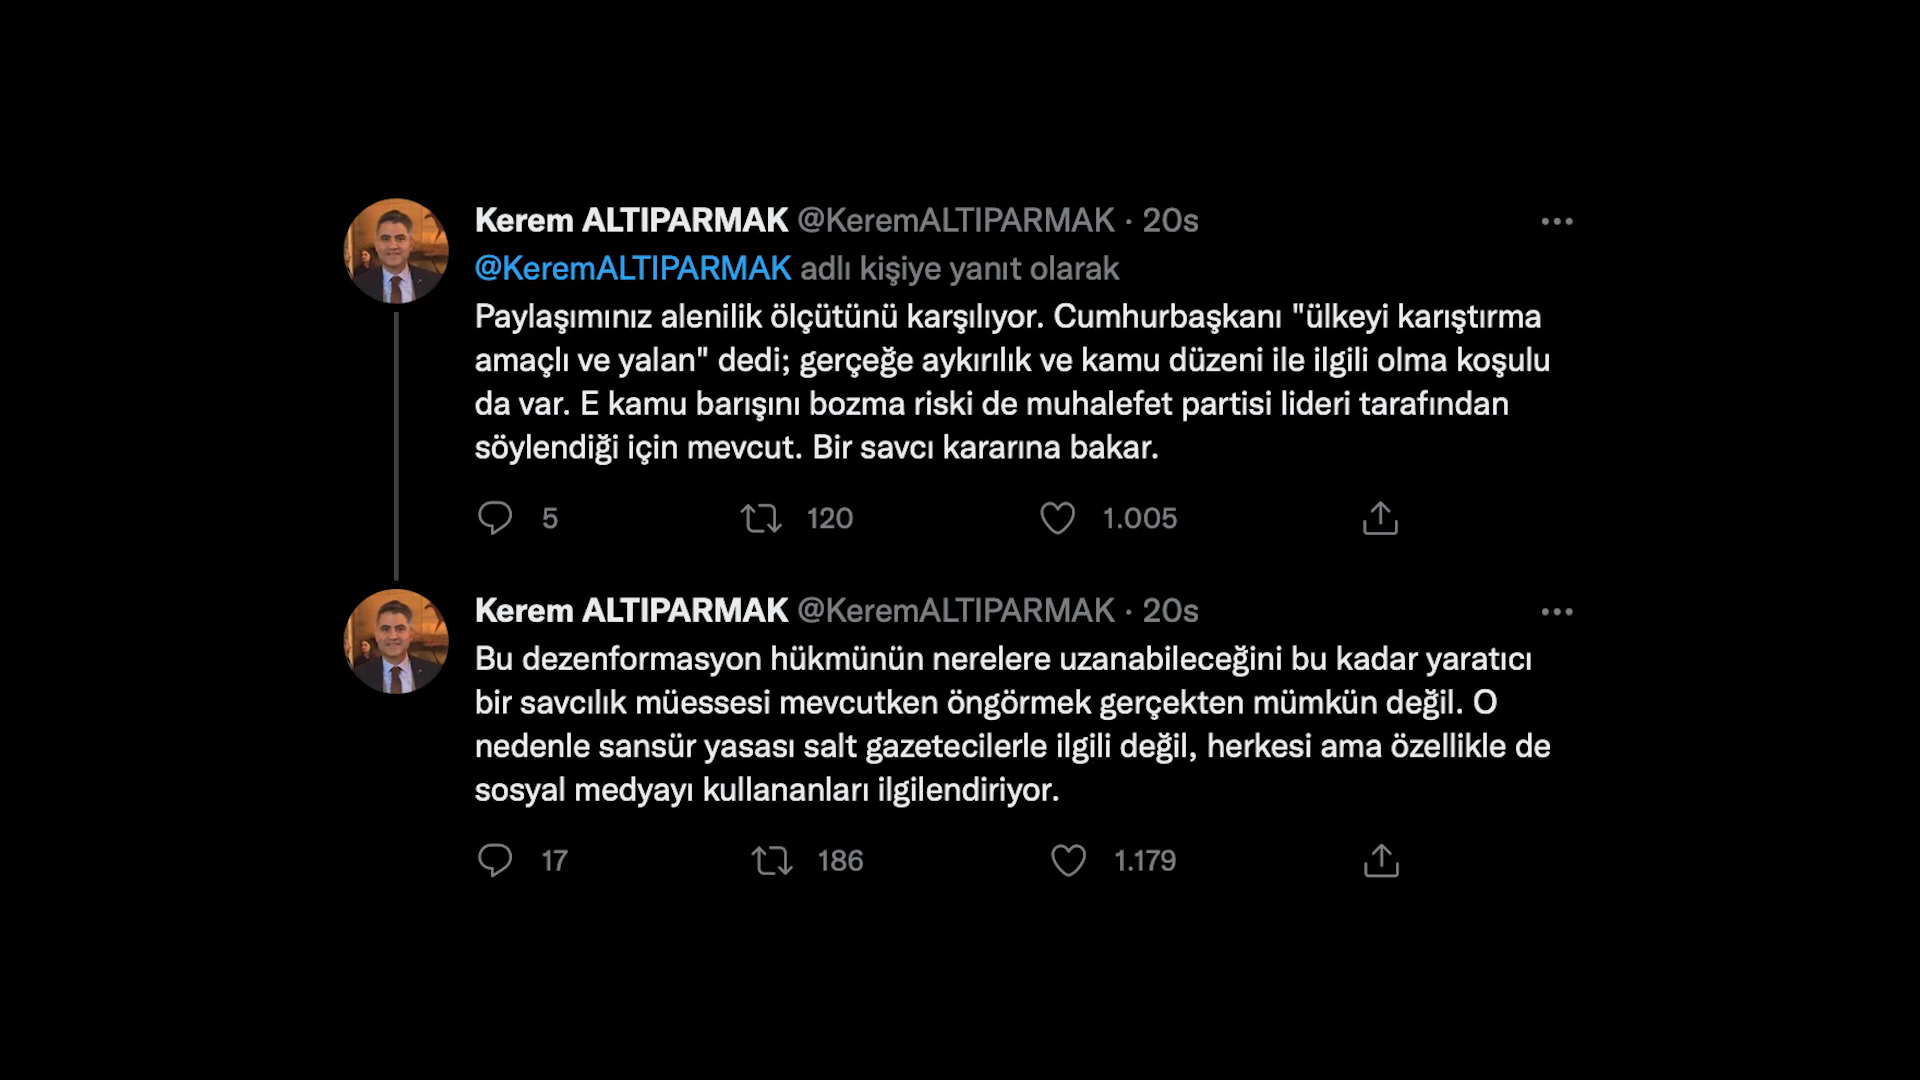 Kerem ALTIPARMAK @KeremALTIPARMAK · 20s
@KeremALTIPARMAK adlı kişiye yanıt olarak
Paylaşımınız alenilik ölçütünü karşılıyor. Cumhurbaşkanı "ülkeyi karıştırma
amaçlı ve yalan" dedi; gerçeğe aykırılık ve kamu düzeni ile ilgili olma koşulu
da var. E kamu barışını bozma riski de muhalefet partisi lideri tarafından
söylendiği için mevcut. Bir savcı kararına bakar.
5 120 1.005
Kerem ALTIPARMAK @KeremALTIPARMAK · 20s
Bu dezenformasyon hükmünün nerelere uzanabileceğini bu kadar yaratıcı
bir savcılık müessesi mevcutken öngörmek gerçekten mümkün değil. O
nedenle sansür yasası salt gazetecilerle ilgili değil, herkesi ama özellikle de
sosyal medyayı kullananları ilgilendiriyor.
17 186 1.179